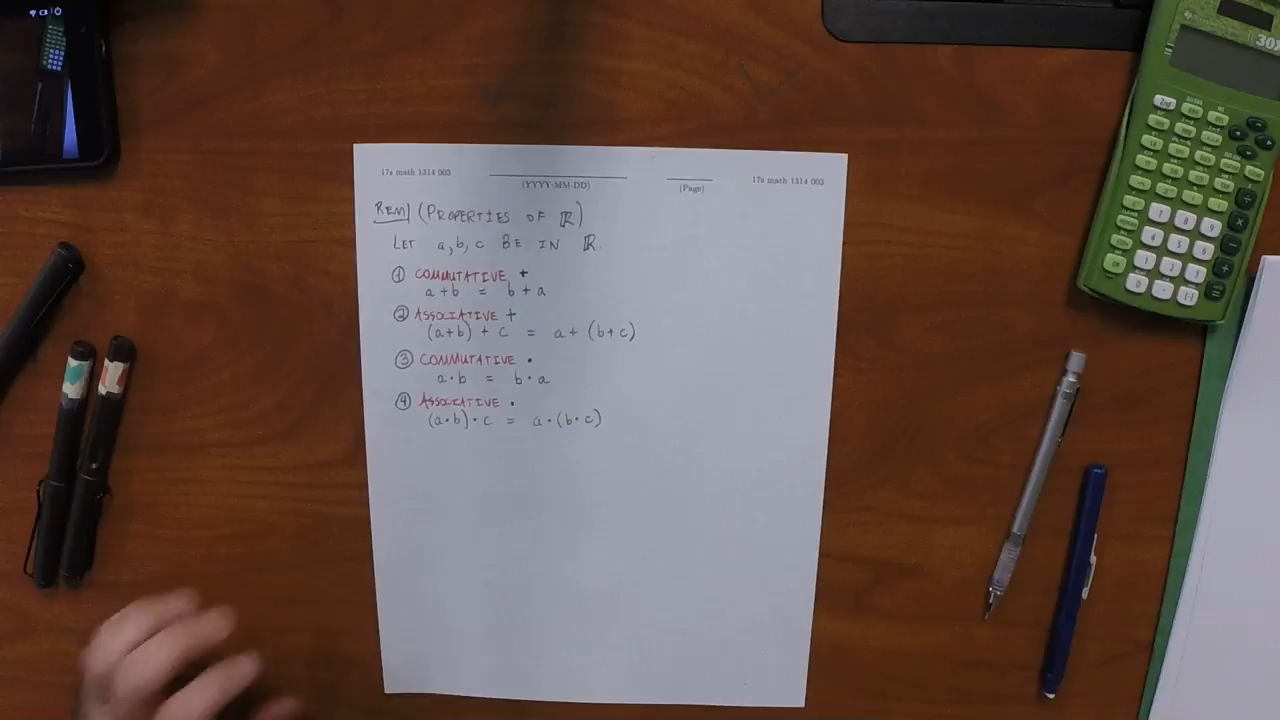 17s math 1314 003
(YYYY-MM-DD)
(Page)
17s math 1314 003
REM (PROPERTIES OF ℝ)
LET a, b, c BE IN ℝ.
① COMMUTATIVE +
a + b = b + a
② ASSOCIATIVE +
(a+b) + c = a + (b+c)
③ COMMUTATIVE •
a • b = b • a
④ ASSOCIATIVE •
(a • b) • c = a • (b • c)